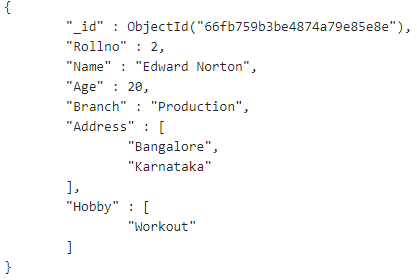 {
        "_id" : ObjectId("66fb759b3be4874a79e85e8e"),
        "Rollno" : 2,
        "Name" : "Edward Norton",
        "Age" : 20,
        "Branch" : "Production",
        "Address" : [
                "Bangalore",
                "Karnataka"
        ],
        "Hobby" : [
                "Workout"
        ]
}